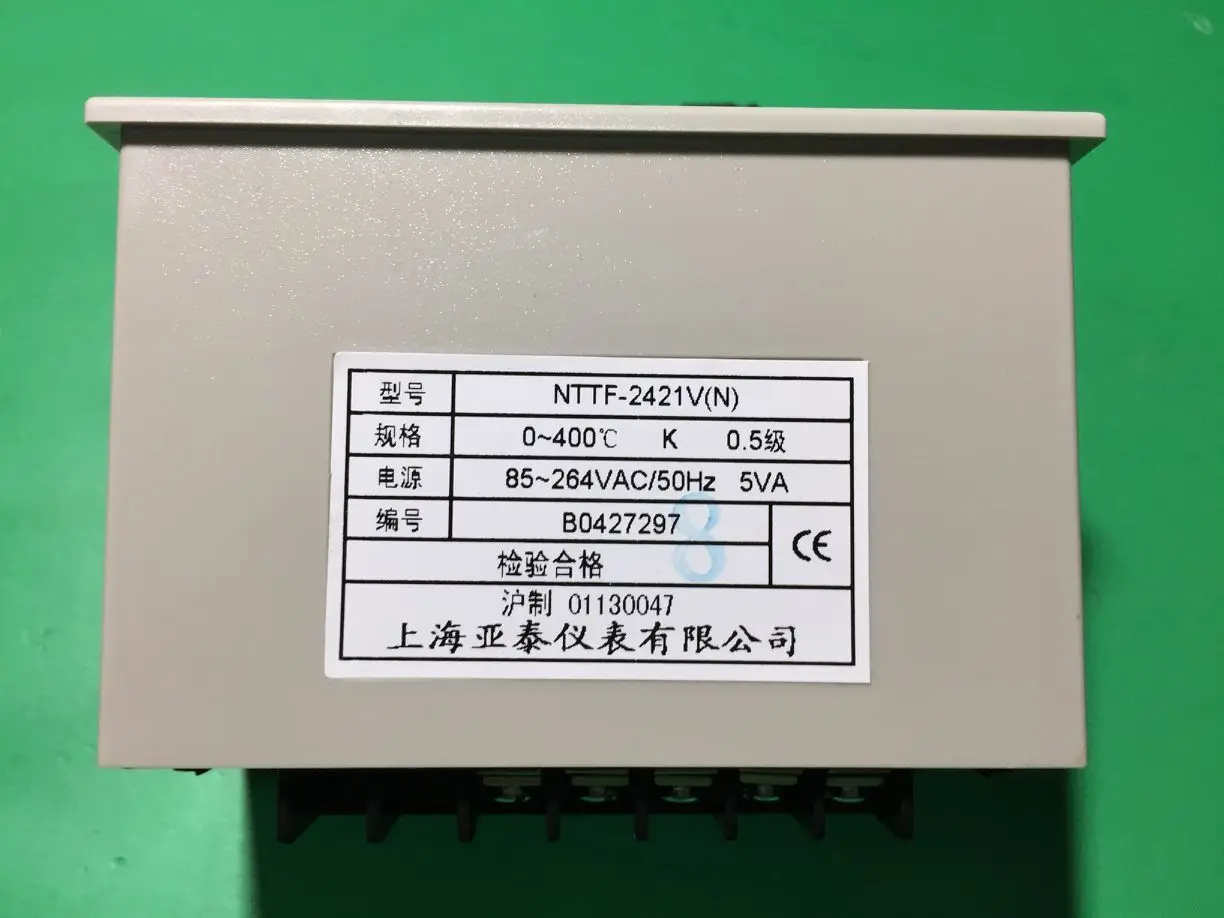 型号 NTTF-2421V(N)
规格 0~400℃ K 0.5级
电源 85~264VAC/50Hz 5VA
编号 B0427297
CE
检验合格
8
沪制 01130047
上海亚泰仪表有限公司